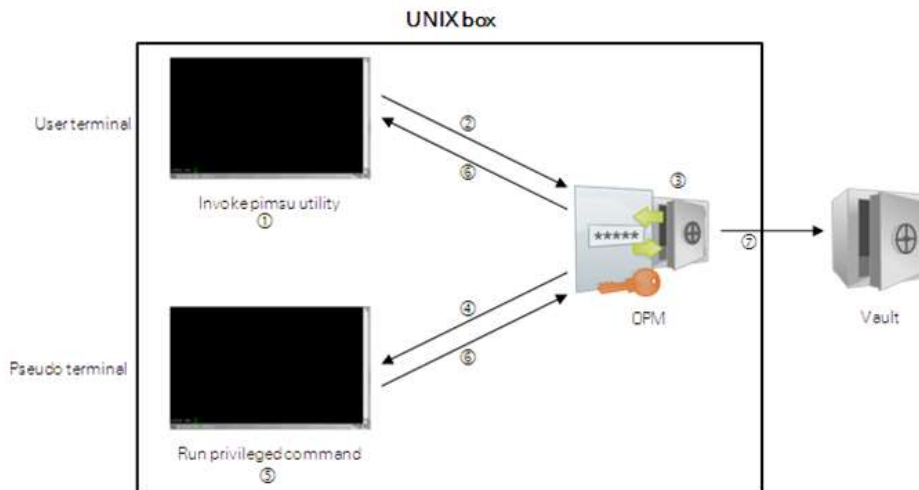 UNIX box
User terminal
②
⑥
③
Invoke pimsu utility
①
*****
⑦
OPM
Vault
④
⑥
Pseudo terminal
Run privileged command
⑤